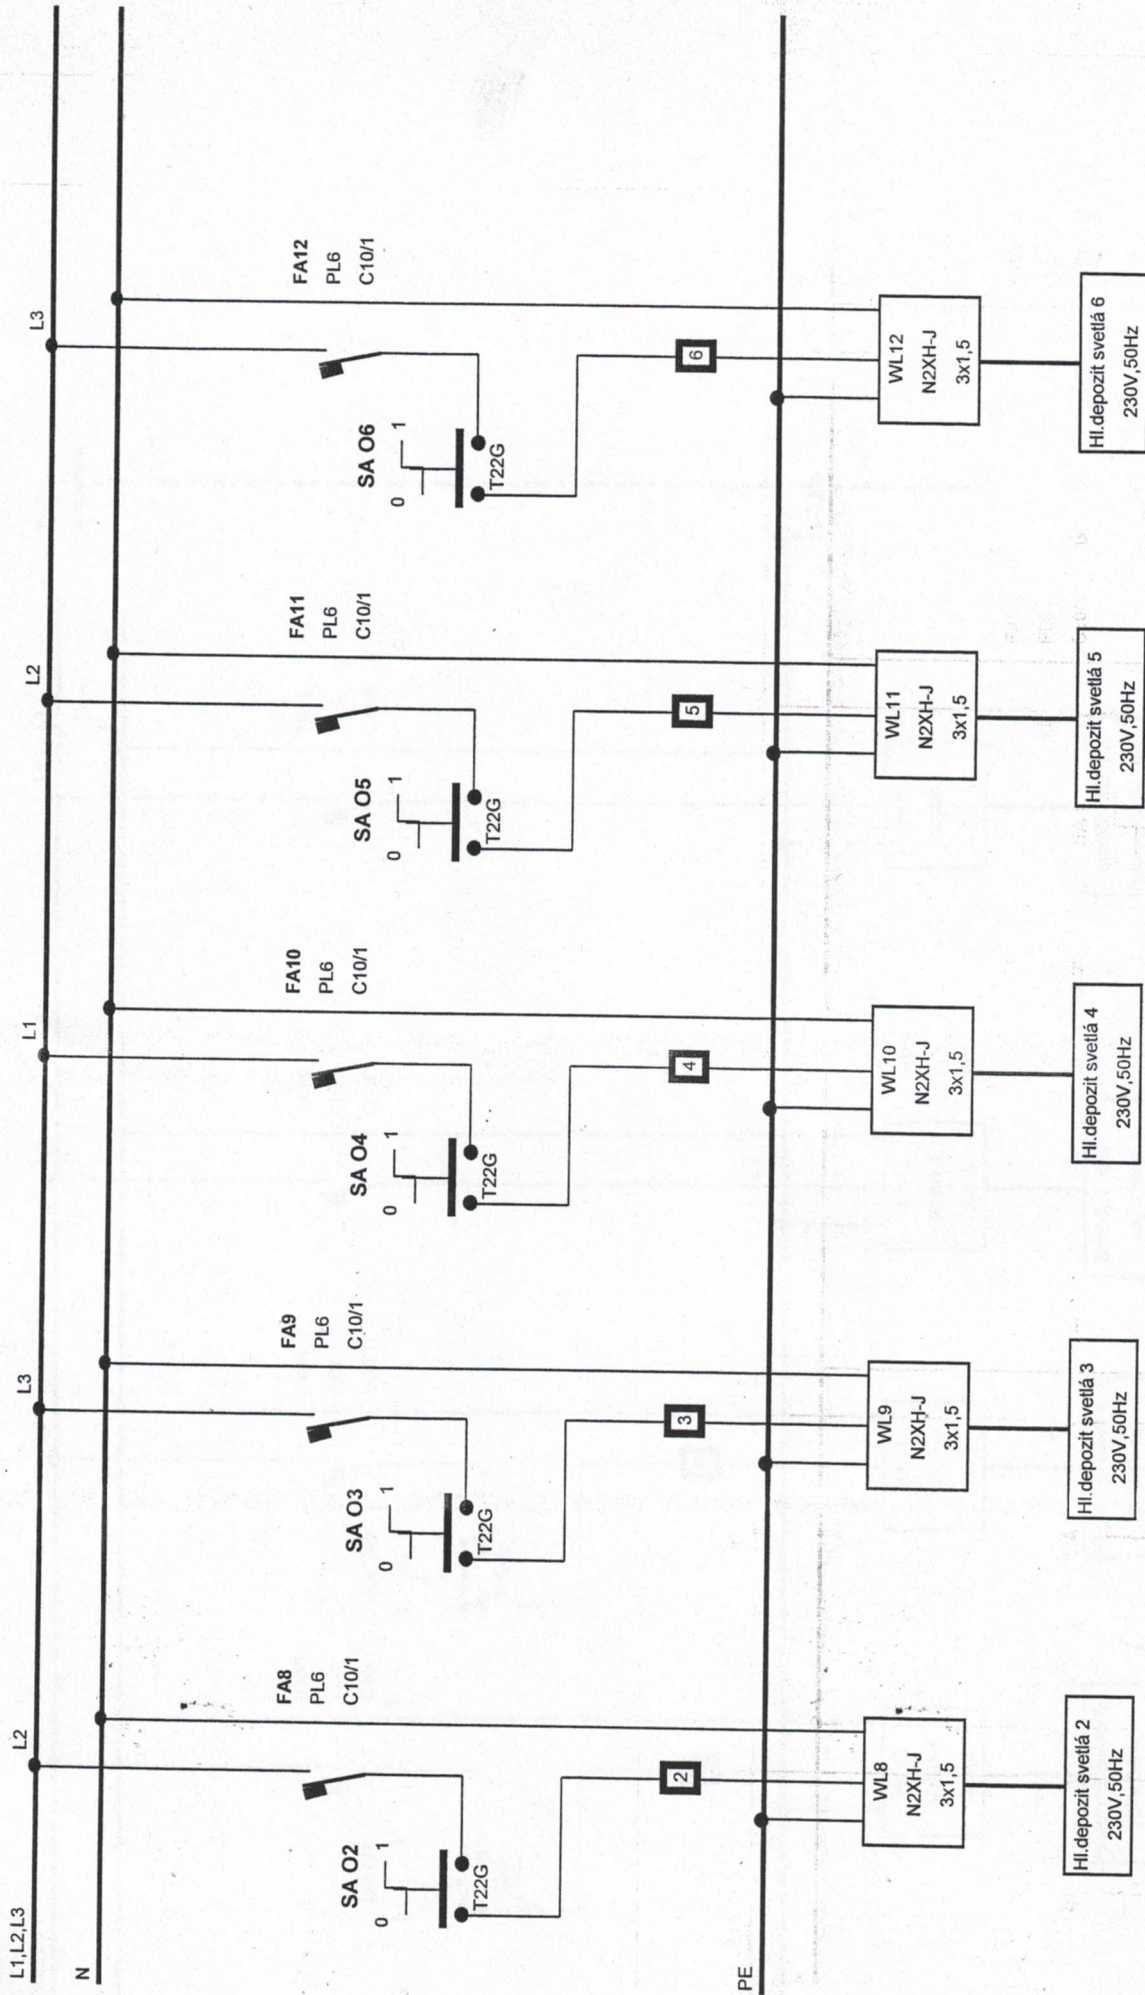 L1,L2,L3
N
PE
L2
FA8
PL6
C10/1
SA O2
0 1
T22G
2
WL8
N2XH-J
3x1,5
Hl.depozit svetlá 2
230V,50Hz
L3
FA9
PL6
C10/1
SA O3
0 1
T22G
3
WL9
N2XH-J
3x1,5
Hl.depozit svetlá 3
230V,50Hz
L1
FA10
PL6
C10/1
SA O4
0 1
T22G
4
WL10
N2XH-J
3x1,5
Hl.depozit svetlá 4
230V,50Hz
L2
FA11
PL6
C10/1
SA O5
0 1
T22G
5
WL11
N2XH-J
3x1,5
Hl.depozit svetlá 5
230V,50Hz
L3
FA12
PL6
C10/1
SA O6
0 1
T22G
6
WL12
N2XH-J
3x1,5
Hl.depozit svetlá 6
230V,50Hz